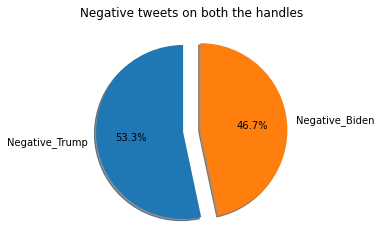 Negative tweets on both the handles
Negative_Trump
53.3%
46.7%
Negative_Biden